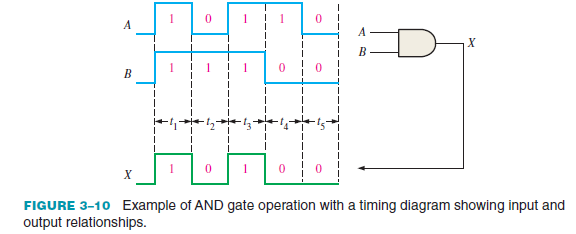 A 1 0 1 1 0
A
B
X
B 1 1 1 0 0
t1 t2 t3 t4 t5
X 1 0 1 0 0
FIGURE 3–10 Example of AND gate operation with a timing diagram showing input and
output relationships.